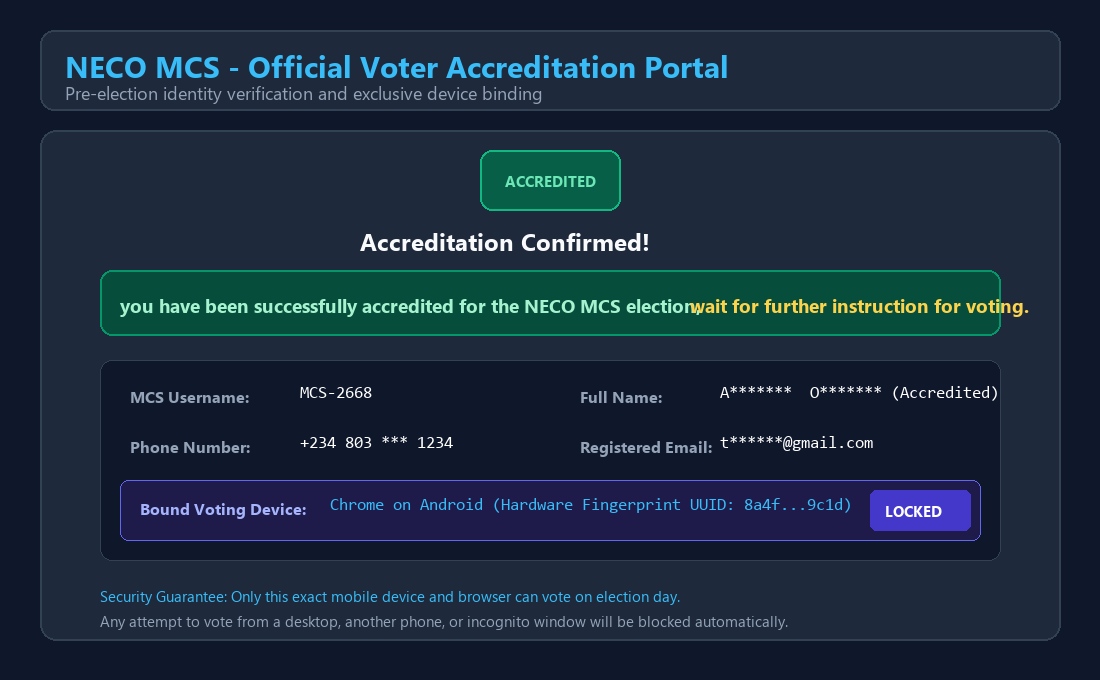 NECO MCS - Official Voter Accreditation Portal
Pre-election identity verification and exclusive device binding
ACCREDITED
Accreditation Confirmed!
you have been successfully accredited for the NECO MCS election, wait for further instruction for voting.
MCS Username: MCS-2668 Full Name: A******* O******* (Accredited)
Phone Number: +234 803 *** 1234 Registered Email: t******@gmail.com
Bound Voting Device: Chrome on Android (Hardware Fingerprint UUID: 8a4f...9c1d) LOCKED
Security Guarantee: Only this exact mobile device and browser can vote on election day.
Any attempt to vote from a desktop, another phone, or incognito window will be blocked automatically.